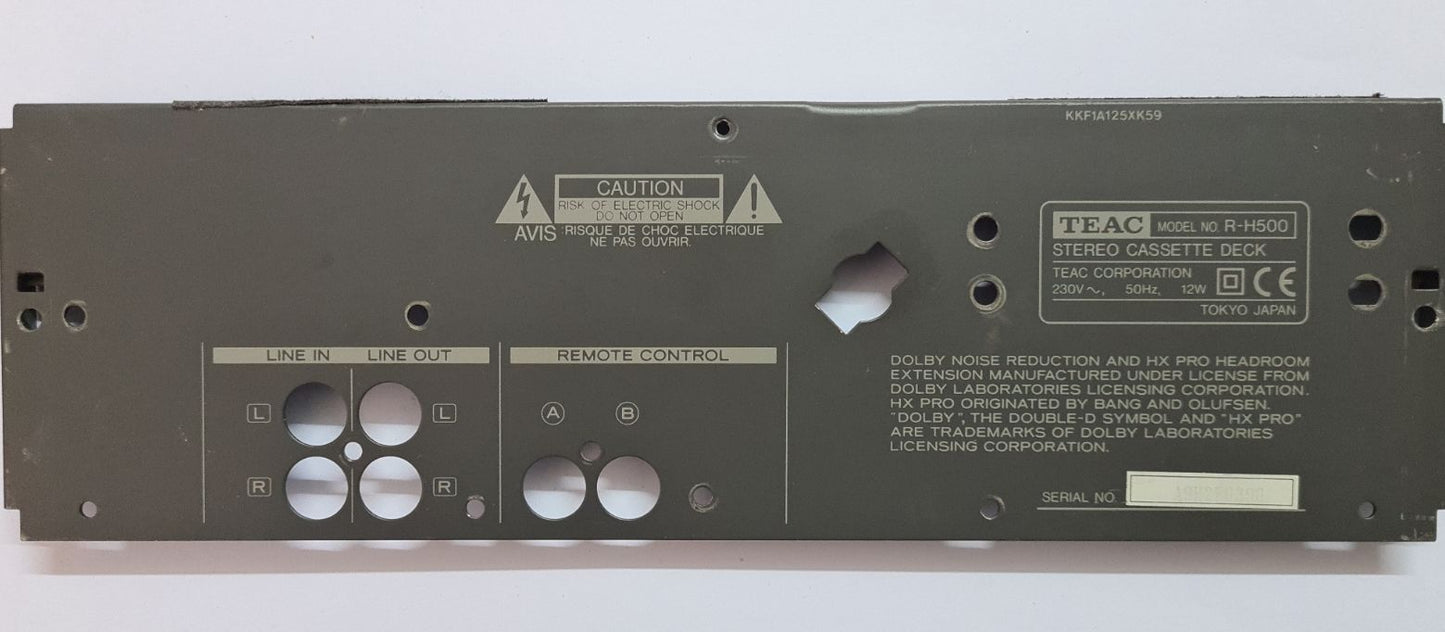 KKF1A125XK59
CAUTION
RISK OF ELECTRIC SHOCK
DO NOT OPEN
AVIS : RISQUE DE CHOC ELECTRIQUE
NE PAS OUVRIR.
TEAC MODEL NO. R-H500
STEREO CASSETTE DECK
TEAC CORPORATION
230V∼, 50Hz, 12W CE
TOKYO JAPAN
LINE IN LINE OUT
L L
R R
REMOTE CONTROL
A B
DOLBY NOISE REDUCTION AND HX PRO HEADROOM
EXTENSION MANUFACTURED UNDER LICENSE FROM
DOLBY LABORATORIES LICENSING CORPORATION.
HX PRO ORIGINATED BY BANG AND OLUFSEN.
"DOLBY", THE DOUBLE-D SYMBOL AND "HX PRO"
ARE TRADEMARKS OF DOLBY LABORATORIES
LICENSING CORPORATION.
SERIAL NO.